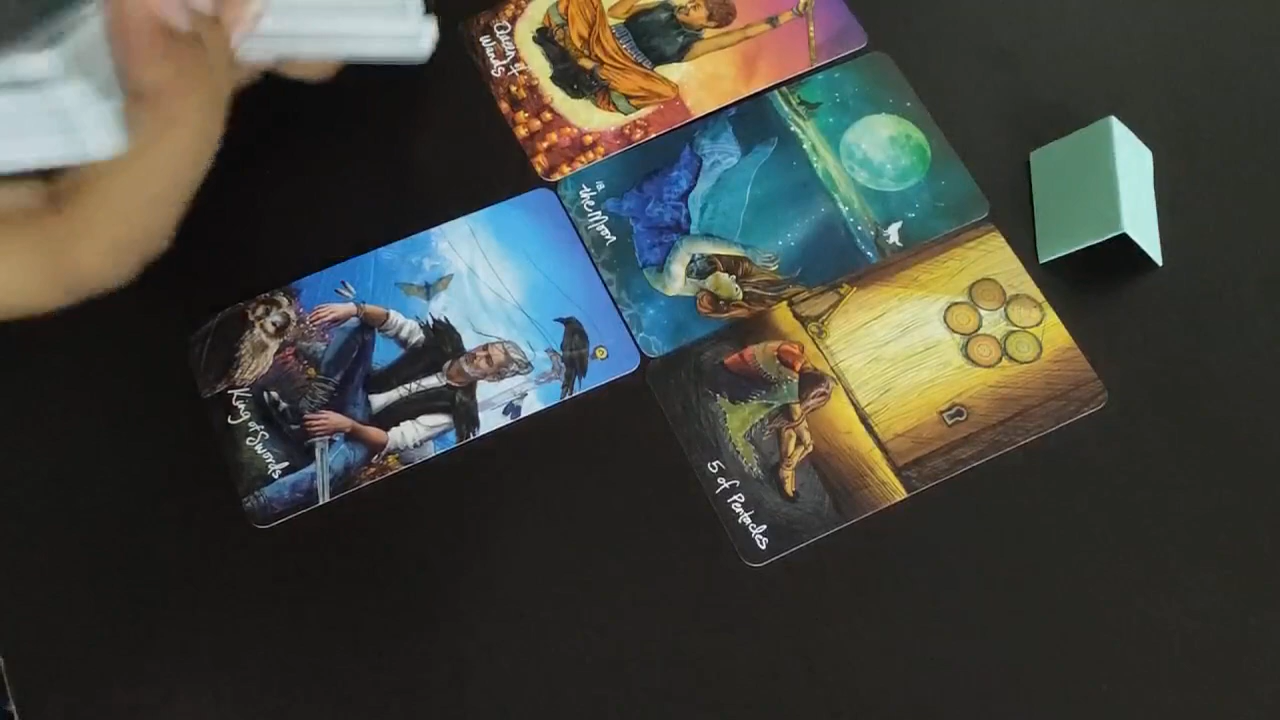 Queen of
Wands
18
the Moon
King of Swords
5 of Pentacles